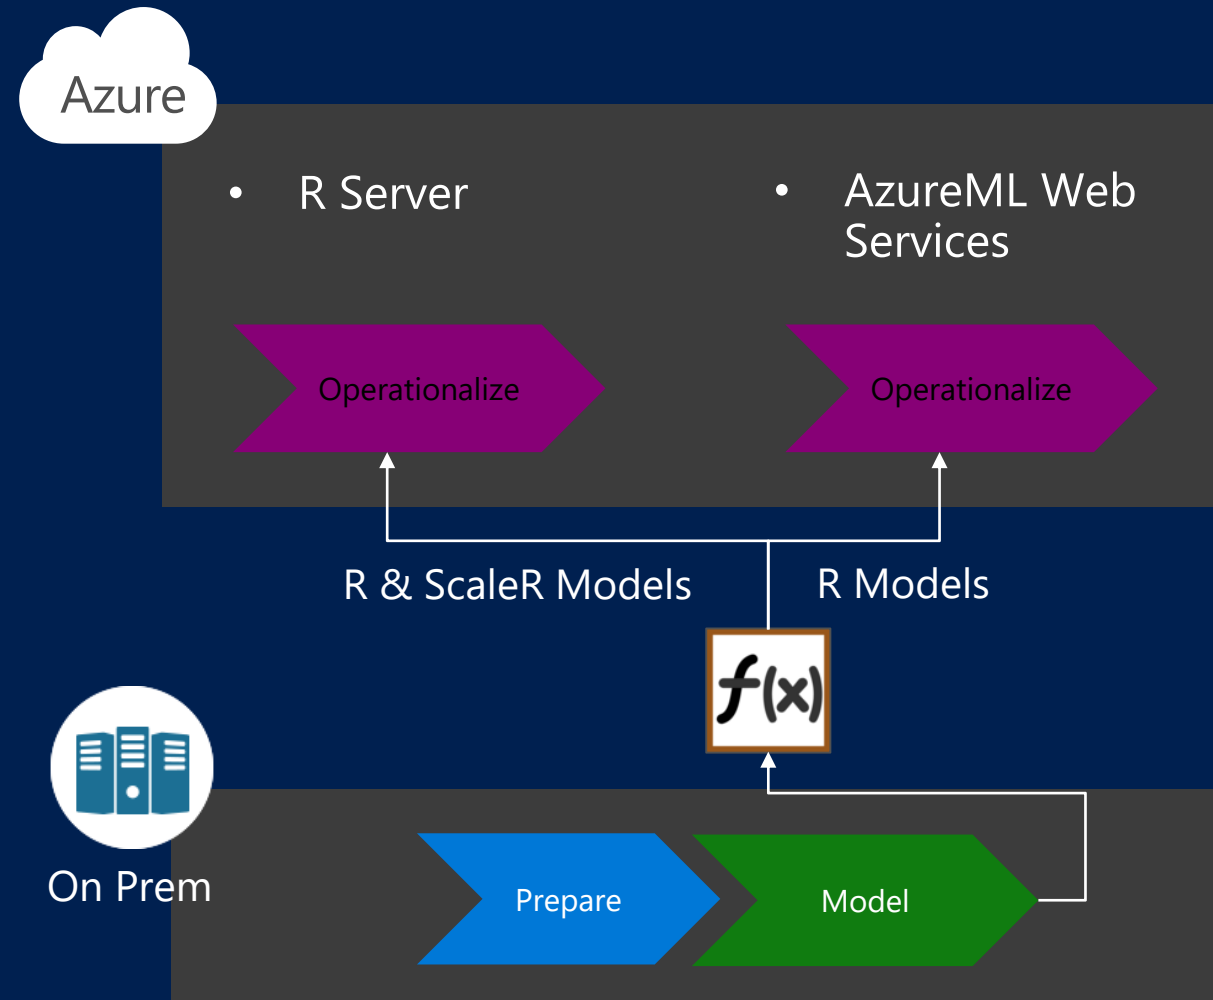 Azure
• R Server
• AzureML Web
Services
Operationalize
Operationalize
R & ScaleR Models
R Models
f(x)
On Prem
Prepare
Model